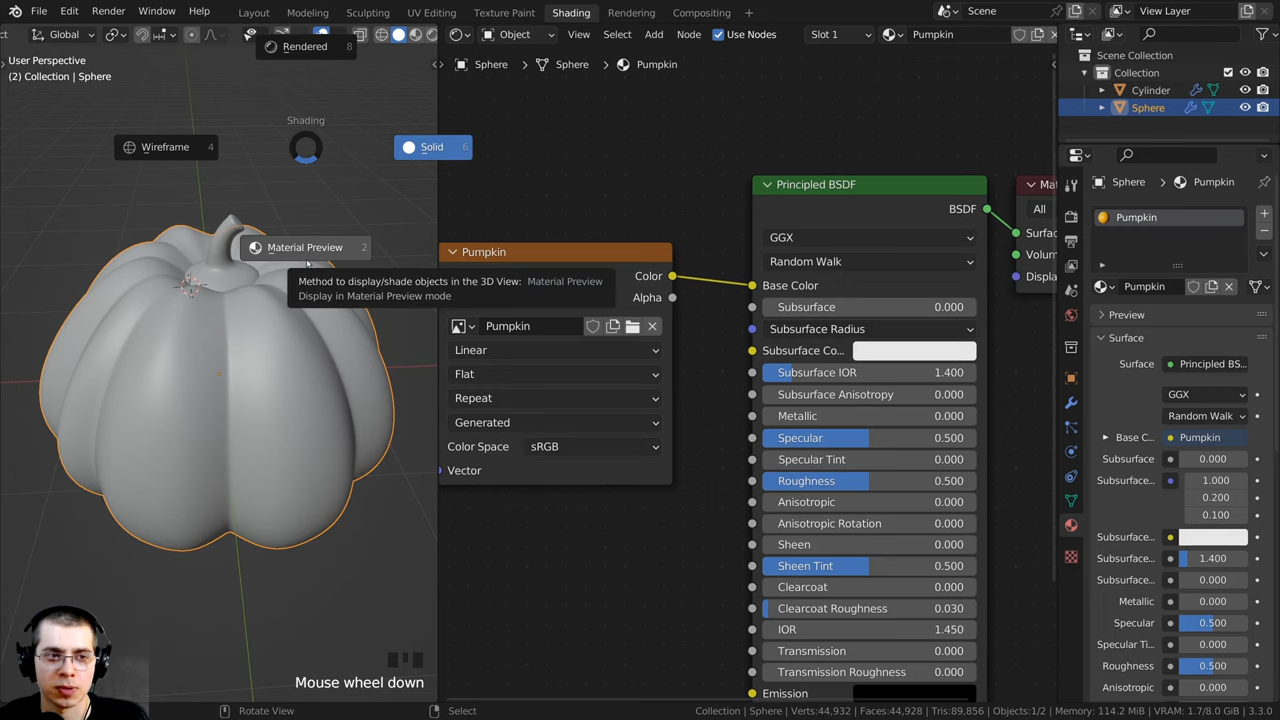 File Edit Render Window Help Layout Modeling Sculpting UV Editing Texture Paint Shading Rendering Compositing + Scene View Layer
Global Object View Select Add Node Use Nodes Slot 1 Pumpkin
Rendered 8
User Perspective
(2) Collection | Sphere
Sphere > Sphere > Pumpkin
Shading
Wireframe 4
Solid 6
Material Preview 2
Method to display/shade objects in the 3D View: Material Preview
Display in Material Preview mode
Pumpkin
Color
Alpha
Pumpkin
Linear
Flat
Repeat
Generated
Color Space sRGB
Vector
Principled BSDF
BSDF
GGX
Random Walk
Base Color
Subsurface 0.000
Subsurface Radius
Subsurface Co...
Subsurface IOR 1.400
Subsurface Anisotropy 0.000
Metallic 0.000
Specular 0.500
Specular Tint 0.000
Roughness 0.500
Anisotropic 0.000
Anisotropic Rotation 0.000
Sheen 0.000
Sheen Tint 0.500
Clearcoat 0.000
Clearcoat Roughness 0.030
IOR 1.450
Transmission 0.000
Transmission Roughness 0.000
Emission
Mat
All
Surfac
Volum
Displa
Scene Collection
Collection
Cylinder
Sphere
Sphere > Pumpkin
Pumpkin
Pumpkin
Preview
Surface
Surface Principled BS...
GGX
Random Walk
Base C... Pumpkin
Subsurface 0.000
Subsurface... 1.000
0.200
0.100
Subsurface...
Subsurface... 1.400
Subsurface... 0.000
Metallic 0.000
Specular 0.500
Specular Ti... 0.000
Roughness 0.500
Anisotropic 0.000
Mouse wheel down
Rotate View Select Collection | Sphere | Verts:44,932 | Faces:44,928 | Tris:89,856 | Objects:1/2 | Memory: 114.2 MiB | VRAM: 1.7/8.0 GiB | 3.3.0